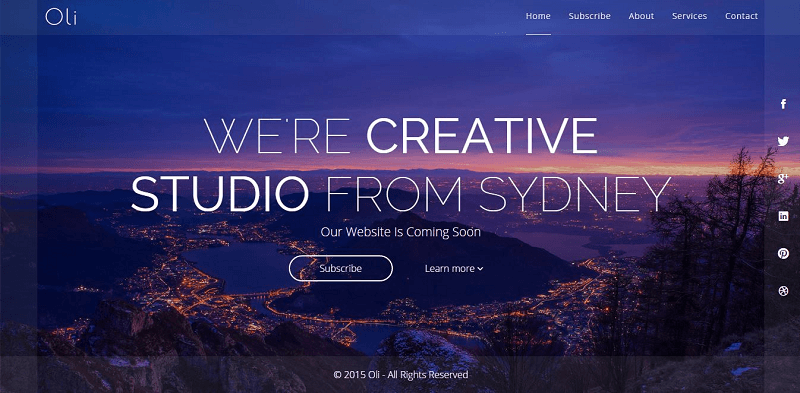 Oli
Home Subscribe About Services Contact
WE'RE CREATIVE
STUDIO FROM SYDNEY
Our Website Is Coming Soon
Subscribe Learn more
© 2015 Oli - All Rights Reserved